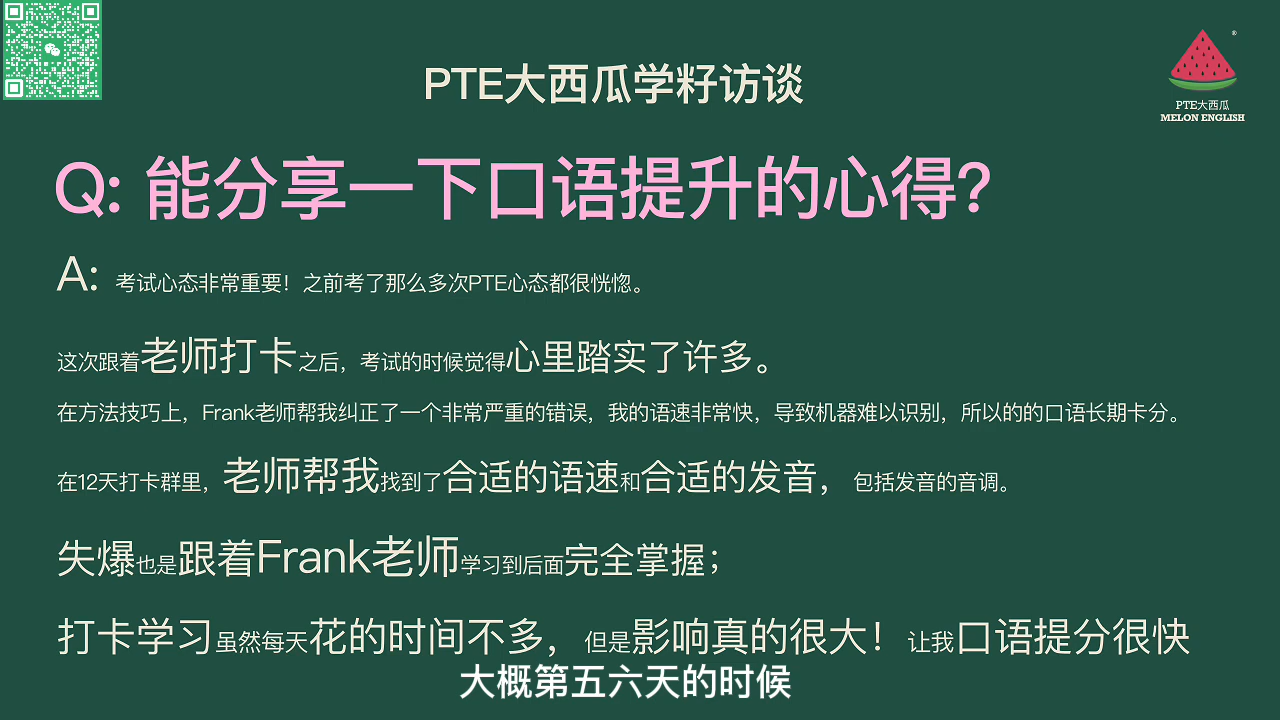 PTE大西瓜学籽访谈
®
PTE大西瓜
MELON ENGLISH
Q: 能分享一下口语提升的心得?
A: 考试心态非常重要！之前考了那么多次PTE心态都很恍惚。
这次跟着老师打卡之后，考试的时候觉得心里踏实了许多。
在方法技巧上，Frank老师帮我纠正了一个非常严重的错误，我的语速非常快，导致机器难以识别，所以的的口语长期卡分。
在12天打卡群里，老师帮我找到了合适的语速和合适的发音，包括发音的音调。
失爆也是跟着Frank老师学习到后面完全掌握；
打卡学习虽然每天花的时间不多，但是影响真的很大！让我口语提分很快
大概第五六天的时候